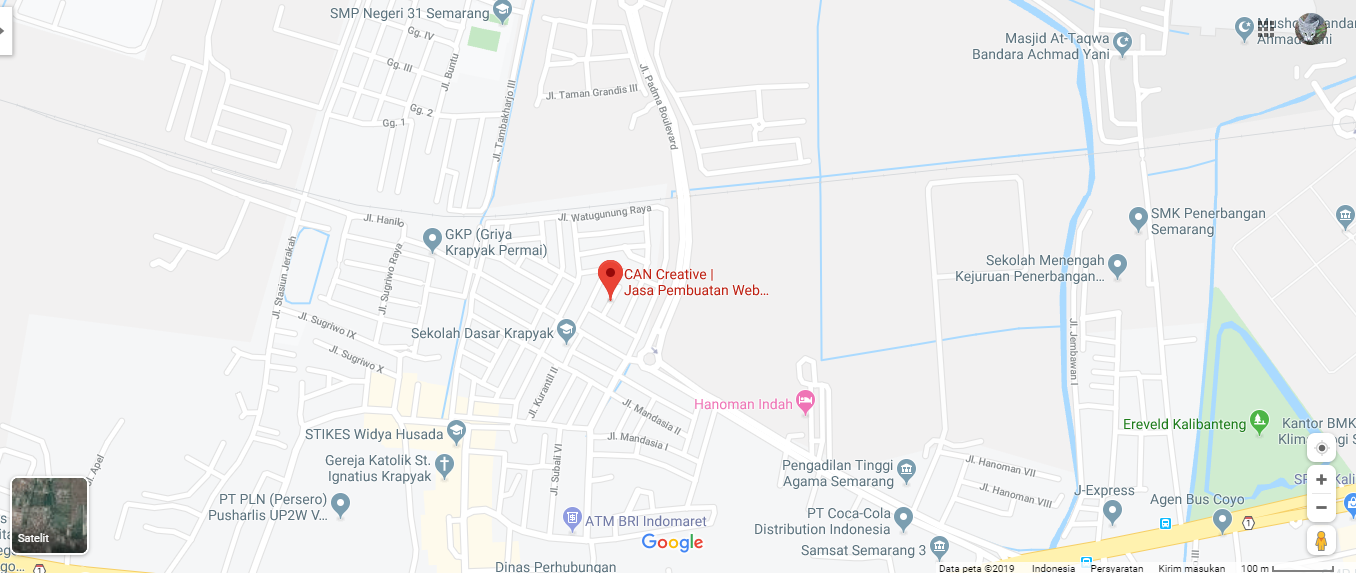 SMP Negeri 31 Semarang
Gg. IV
Gg. III
Jl. Buntu
Gg. 2
Gg. 1
Jl. Tambakharjo III
Jl. Taman Grandis III
Jl. Padma Boulevard
Masjid At-Taqwa
Bandara Achmad Yani
Jl. Hanilo
Jl. Watugunung Raya
GKP (Griya
Krapyak Permai)
Jl. Stasiun Jerakah
Jl. Sugriwo Raya
CAN Creative |
Jasa Pembuatan Web...
SMK Penerbangan
Semarang
Sekolah Menengah
Kejuruan Penerbangan...
Jl. Sugriwo IX
Jl. Sugriwo X
Sekolah Dasar Krapyak
Jl. Kurantil II
Jl. Jembawan I
Hanoman Indah
Jl. Mandasia II
Jl. Mandasia I
Ereveld Kalibanteng
Kantor BMK
STIKES Widya Husada
Gereja Katolik St.
Ignatius Krapyak
Jl. Subali VI
Jl. Apel
Pengadilan Tinggi
Agama Semarang
Jl. Hanoman VII
Jl. Hanoman VIII
PT PLN (Persero)
Pusharlis UP2W V...
J-Express
Agen Bus Coyo
PT Coca-Cola
Distribution Indonesia
ATM BRI Indomaret
Satelit
Google
Samsat Semarang 3
1
1
Dinas Perhubungan
Data peta ©2019
Indonesia
Persyaratan
Kirim masukan
100 m